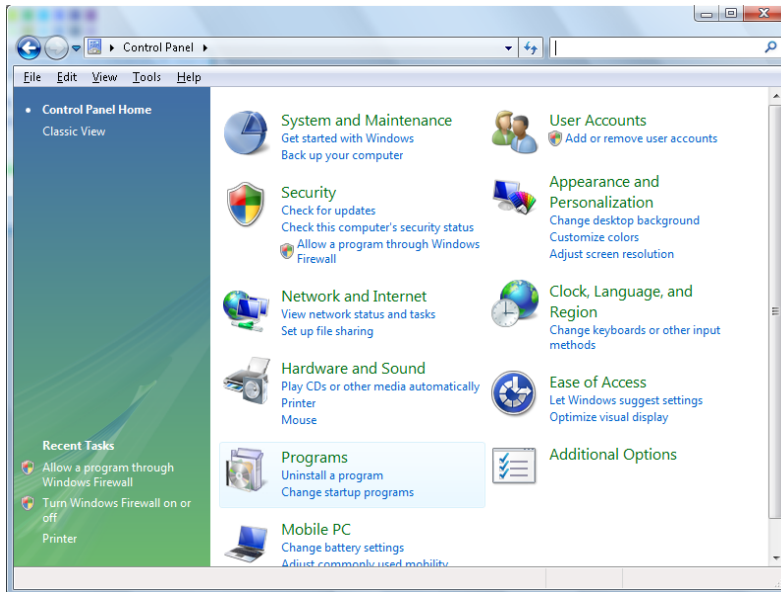 Control Panel
File Edit View Tools Help
Control Panel Home
Classic View
Recent Tasks
Allow a program through
Windows Firewall
Turn Windows Firewall on or
off
Printer
System and Maintenance
Get started with Windows
Back up your computer
Security
Check for updates
Check this computer's security status
Allow a program through Windows
Firewall
Network and Internet
View network status and tasks
Set up file sharing
Hardware and Sound
Play CDs or other media automatically
Printer
Mouse
Programs
Uninstall a program
Change startup programs
Mobile PC
Change battery settings
Adjust commonly used mobility
User Accounts
Add or remove user accounts
Appearance and
Personalization
Change desktop background
Customize colors
Adjust screen resolution
Clock, Language, and
Region
Change keyboards or other input
methods
Ease of Access
Let Windows suggest settings
Optimize visual display
Additional Options